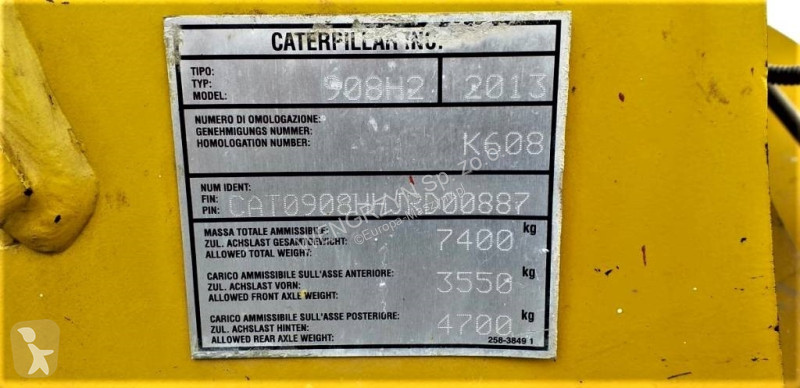 CATERPILLAR INC.
TIPO:
TYP:
MODEL: 908H2 2013
NUMERO DI OMOLOGAZIONE:
GENEHMIGUNGS NUMMER:
HOMOLOGATION NUMBER: K608
NUM IDENT:
FIN:
PIN:
MASSA TOTALE AMMISSIBILE:
ZUL. ACHSLAST GESAMTGEWICHT: 7400 kg
ALLOWED TOTAL WEIGHT:
CARICO AMMISSIBILE SULL'ASSE ANTERIORE:
ZUL. ACHSLAST VORN: 3550 kg
ALLOWED FRONT AXLE WEIGHT:
CARICO AMMISSIBILE SULL'ASSE POSTERIORE:
ZUL. ACHSLAST HINTEN: 4700 kg
ALLOWED REAR AXLE WEIGHT:
258-3849 1